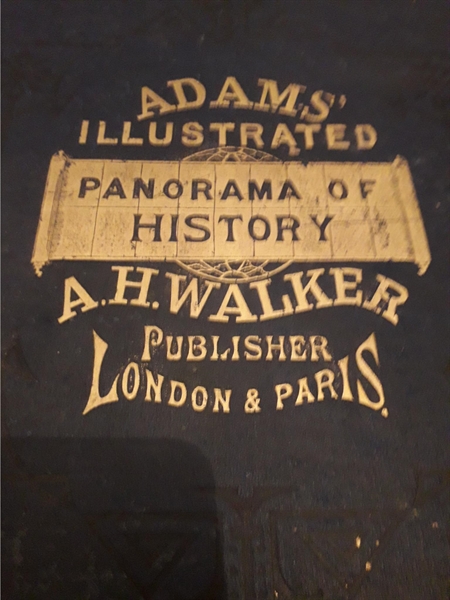 ADAMS'
ILLUSTRATED
PANORAMA OF
HISTORY
A.H. WALKER
PUBLISHER
LONDON & PARIS.